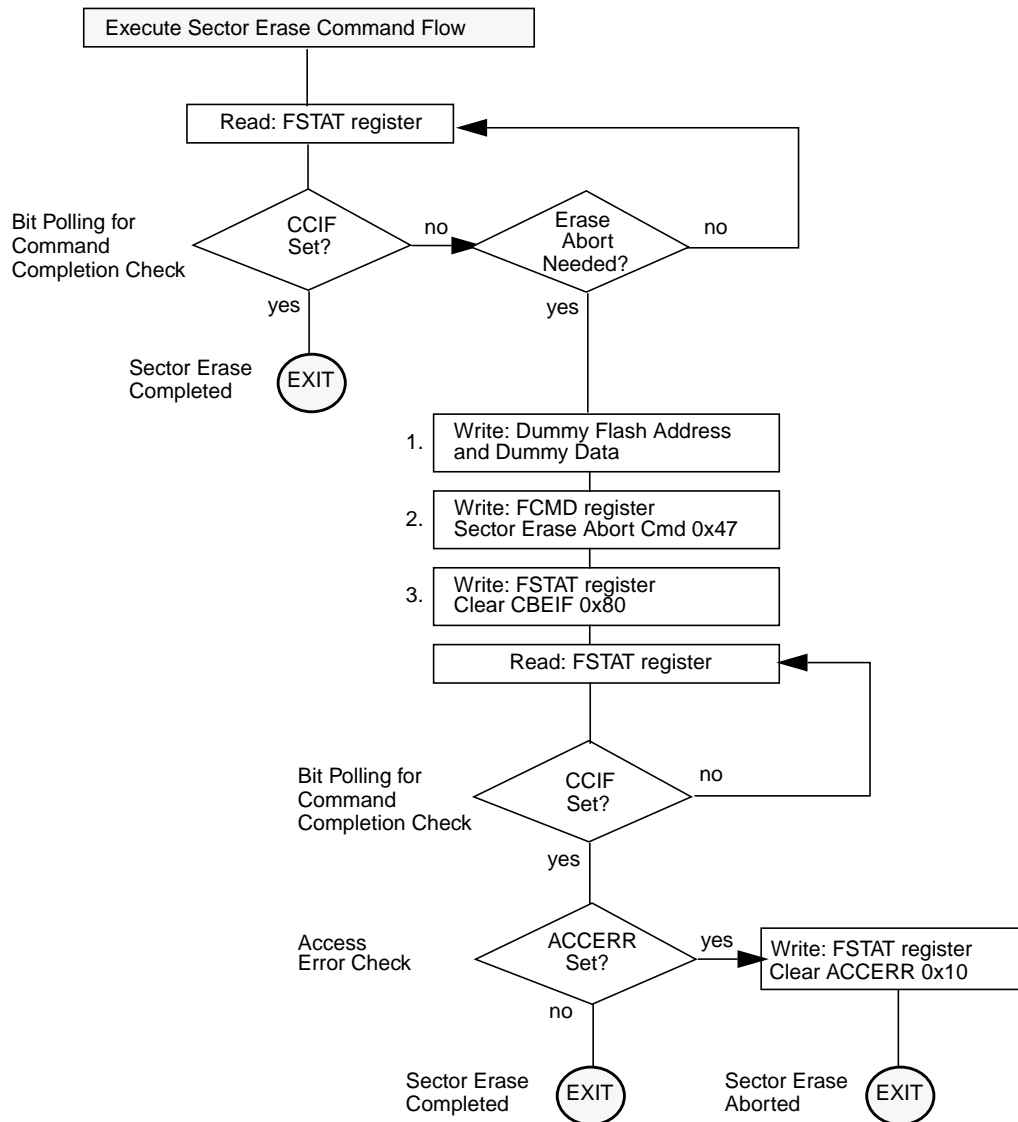 Execute Sector Erase Command Flow
Read: FSTAT register
Bit Polling for
Command
Completion Check
CCIF
Set?
no
Erase
Abort
Needed?
no
yes
yes
Sector Erase
Completed
EXIT
1.
Write: Dummy Flash Address
and Dummy Data
2.
Write: FCMD register
Sector Erase Abort Cmd 0x47
3.
Write: FSTAT register
Clear CBEIF 0x80
Read: FSTAT register
Bit Polling for
Command
Completion Check
CCIF
Set?
no
yes
Access
Error Check
ACCERR
Set?
yes
Write: FSTAT register
Clear ACCERR 0x10
no
Sector Erase
Completed
EXIT
Sector Erase
Aborted
EXIT